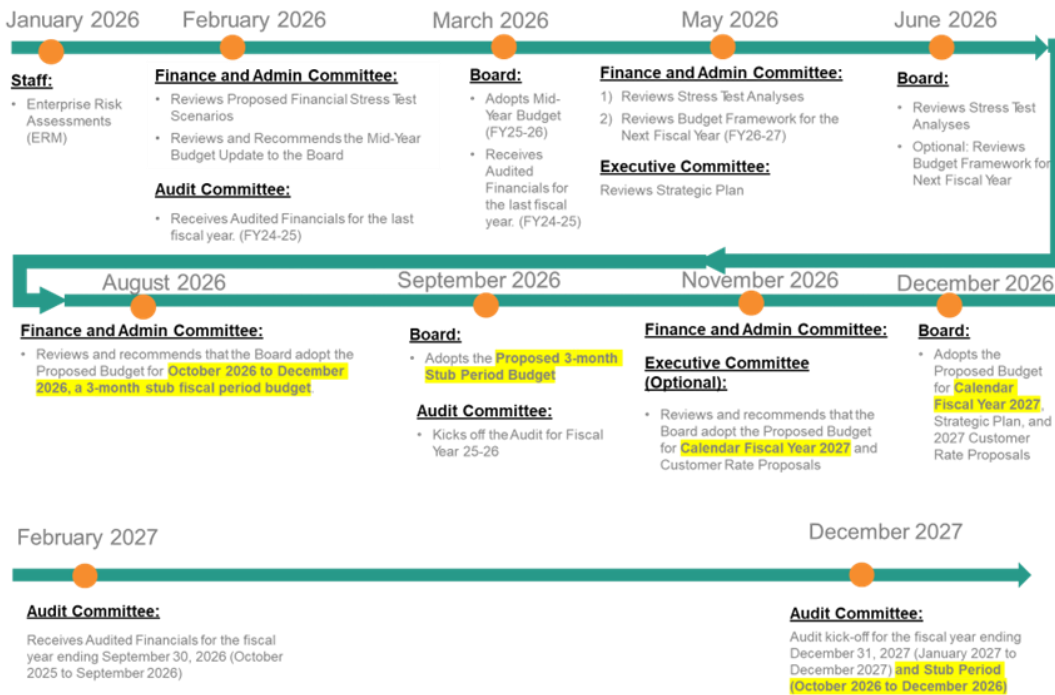 January 2026
February 2026
March 2026
May 2026
June 2026
Staff:
• Enterprise Risk
Assessments
(ERM)
Finance and Admin Committee:
• Reviews Proposed Financial Stress Test
Scenarios
• Reviews and Recommends the Mid-Year
Budget Update to the Board
Audit Committee:
• Receives Audited Financials for the last
fiscal year. (FY24-25)
Board:
• Adopts Mid-
Year Budget
(FY25-26)
• Receives
Audited
Financials for
the last fiscal
year. (FY24-25)
Finance and Admin Committee:
1) Reviews Stress Test Analyses
2) Reviews Budget Framework for the
Next Fiscal Year (FY26-27)
Executive Committee:
Reviews Strategic Plan
Board:
• Reviews Stress Test
Analyses
• Optional: Reviews
Budget Framework for
Next Fiscal Year
August 2026
September 2026
November 2026
December 2026
Finance and Admin Committee:
• Reviews and recommends that the Board adopt the
Proposed Budget for October 2026 to December
2026, a 3-month stub fiscal period budget.
Board:
• Adopts the Proposed 3-month
Stub Period Budget
Audit Committee:
• Kicks off the Audit for Fiscal
Year 25-26
Finance and Admin Committee:
Executive Committee
(Optional):
• Reviews and recommends that the
Board adopt the Proposed Budget
for Calendar Fiscal Year 2027 and
Customer Rate Proposals
Board:
• Adopts the
Proposed Budget
for Calendar
Fiscal Year 2027,
Strategic Plan, and
2027 Customer
Rate Proposals
February 2027
December 2027
Audit Committee:
Receives Audited Financials for the fiscal
year ending September 30, 2026 (October
2025 to September 2026)
Audit Committee:
Audit kick-off for the fiscal year ending
December 31, 2027 (January 2027 to
December 2027) and Stub Period
(October 2026 to December 2026)